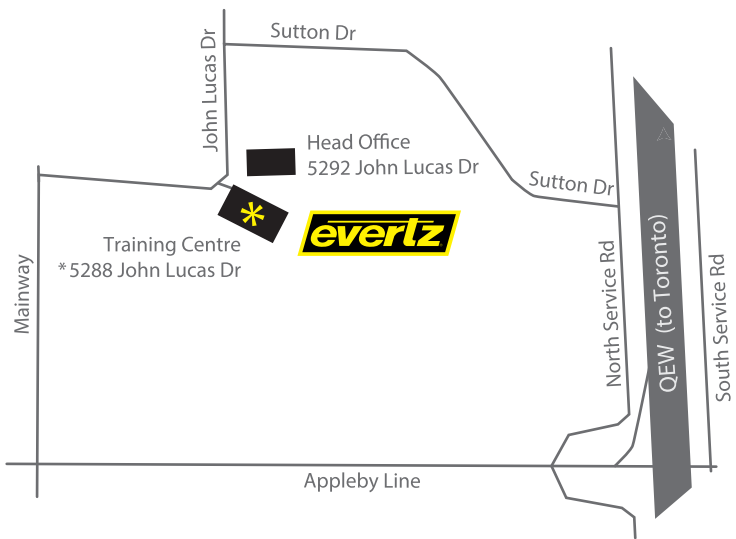 Sutton Dr
John Lucas Dr
Head Office
5292 John Lucas Dr
Sutton Dr
*
Training Centre
*5288 John Lucas Dr
evertz
Mainway
North Service Rd
QEW (to Toronto)
South Service Rd
Appleby Line